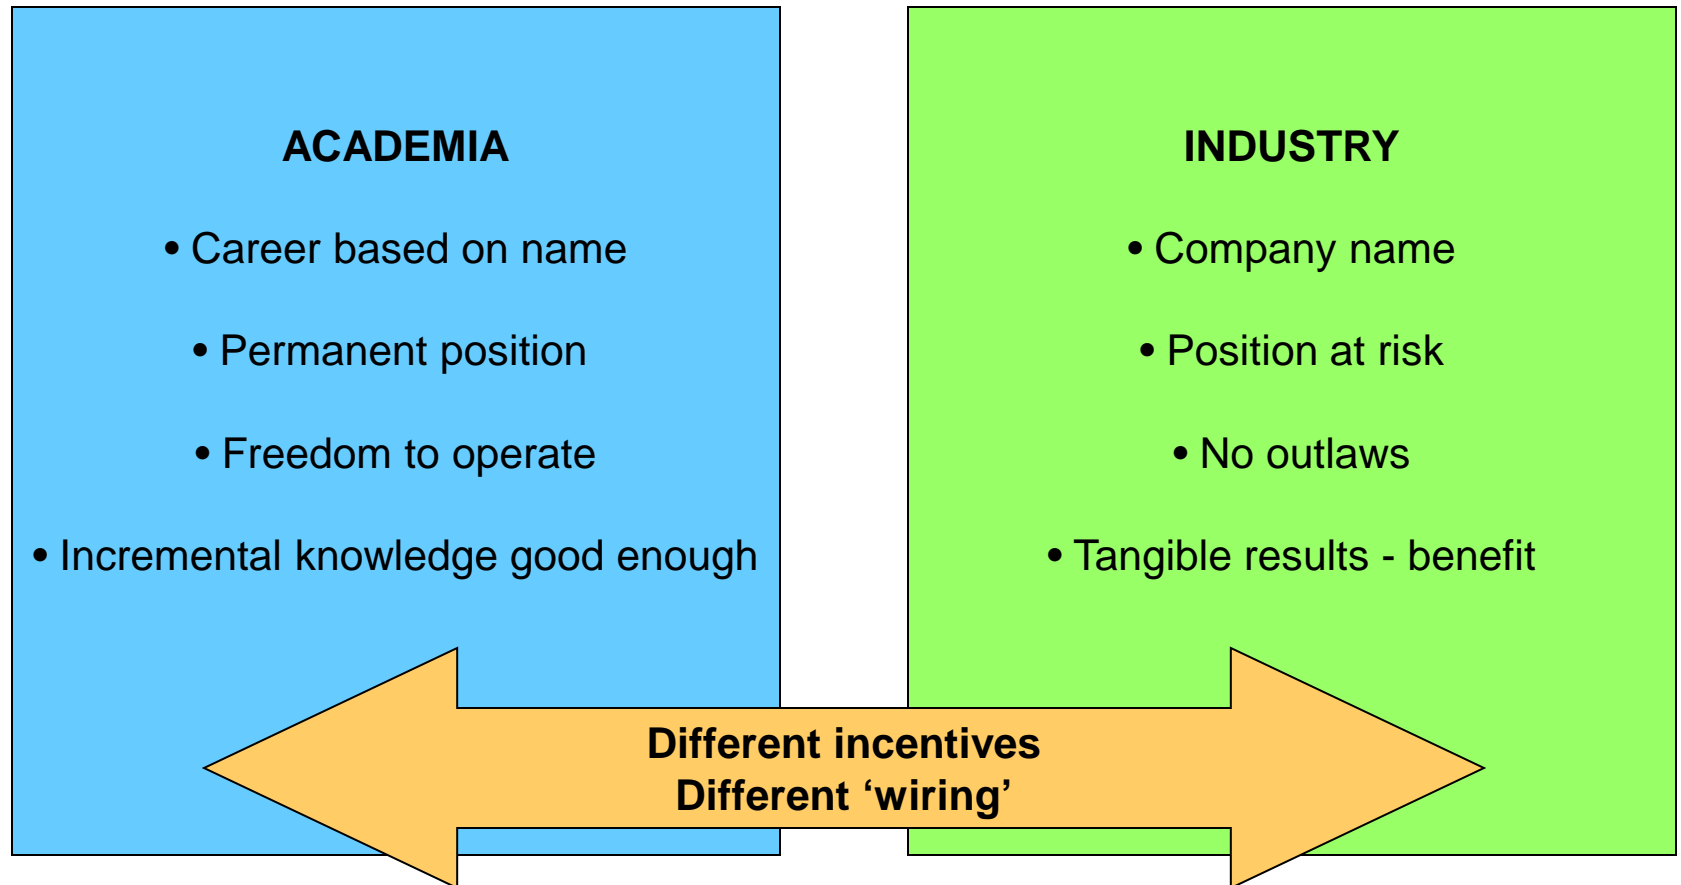 ACADEMIA
• Career based on name
• Permanent position
• Freedom to operate
• Incremental knowledge good enough
INDUSTRY
• Company name
• Position at risk
• No outlaws
• Tangible results - benefit
Different incentives
Different ‘wiring’